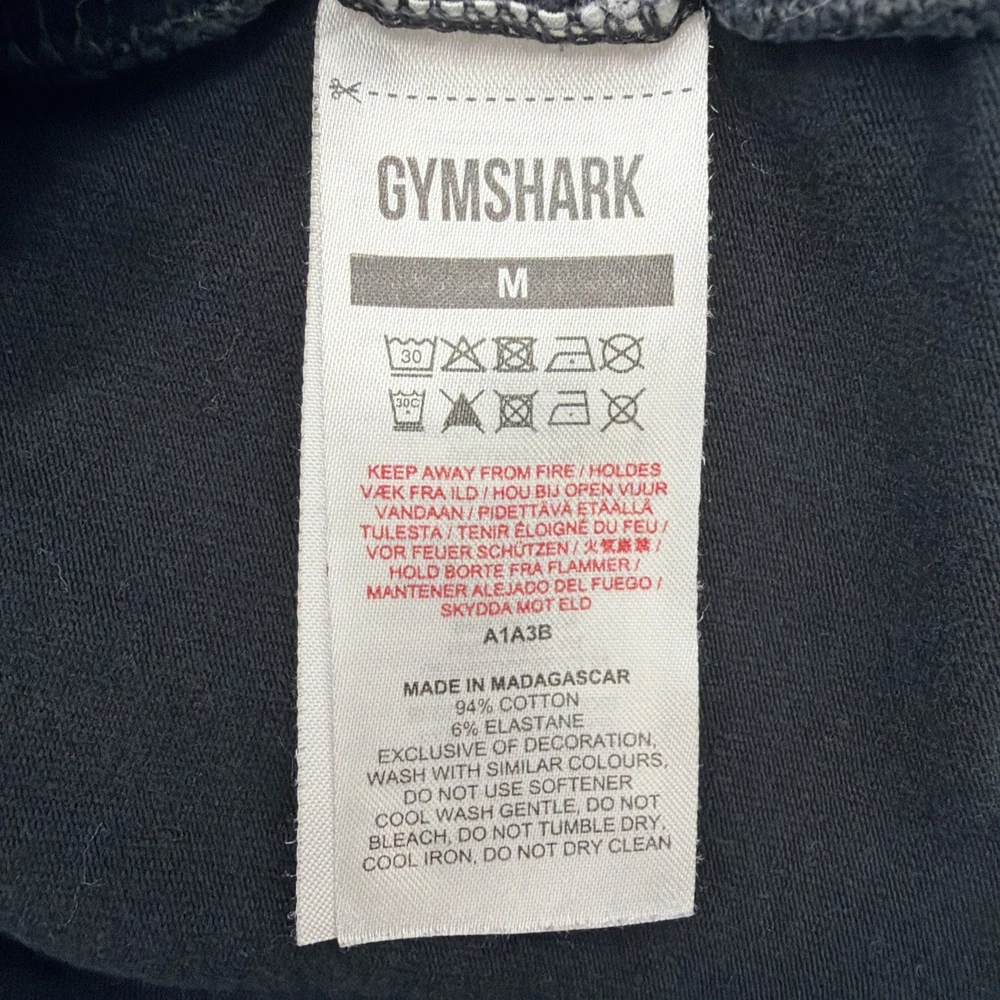 GYMSHARK
M
30
30C
KEEP AWAY FROM FIRE / HOLDES
VÆK FRA ILD / HOU BIJ OPEN VUUR
VANDAAN / PIDETTÄVÄ ETÄÄLLÄ
TULESTA / TENIR ÉLOIGNÉ DU FEU /
VOR FEUER SCHÜTZEN / 火気厳禁 /
HOLD BORTE FRA FLAMMER /
MANTENER ALEJADO DEL FUEGO /
SKYDDA MOT ELD
A1A3B
MADE IN MADAGASCAR
94% COTTON
6% ELASTANE
EXCLUSIVE OF DECORATION,
WASH WITH SIMILAR COLOURS,
DO NOT USE SOFTENER
COOL WASH GENTLE, DO NOT
BLEACH, DO NOT TUMBLE DRY,
COOL IRON, DO NOT DRY CLEAN